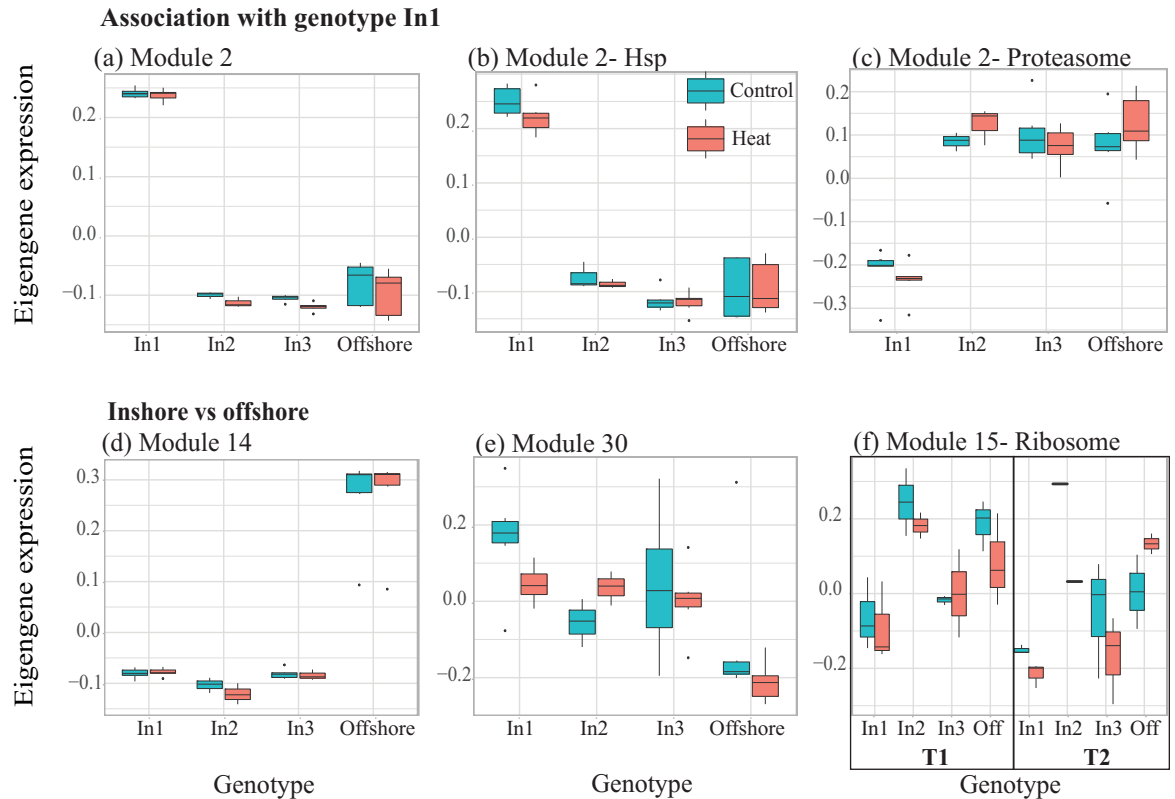 Association with genotype In1
(a) Module 2
(b) Module 2- Hsp
(c) Module 2- Proteasome
Eigengene expression
0.2
0.1
0.0
−0.1
In1 In2 In3 Offshore
0.2
0.1
0.0
−0.1
Control
Heat
In1 In2 In3 Offshore
0.2
0.1
0.0
−0.1
−0.2
−0.3
In1 In2 In3 Offshore
Inshore vs offshore
(d) Module 14
(e) Module 30
(f) Module 15- Ribosome
Eigengene expression
0.3
0.2
0.1
0.0
−0.1
In1 In2 In3 Offshore
Genotype
0.2
0.0
−0.2
In1 In2 In3 Offshore
Genotype
0.2
0.0
−0.2
In1 In2 In3 Off In1 In2 In3 Off
T1 T2
Genotype